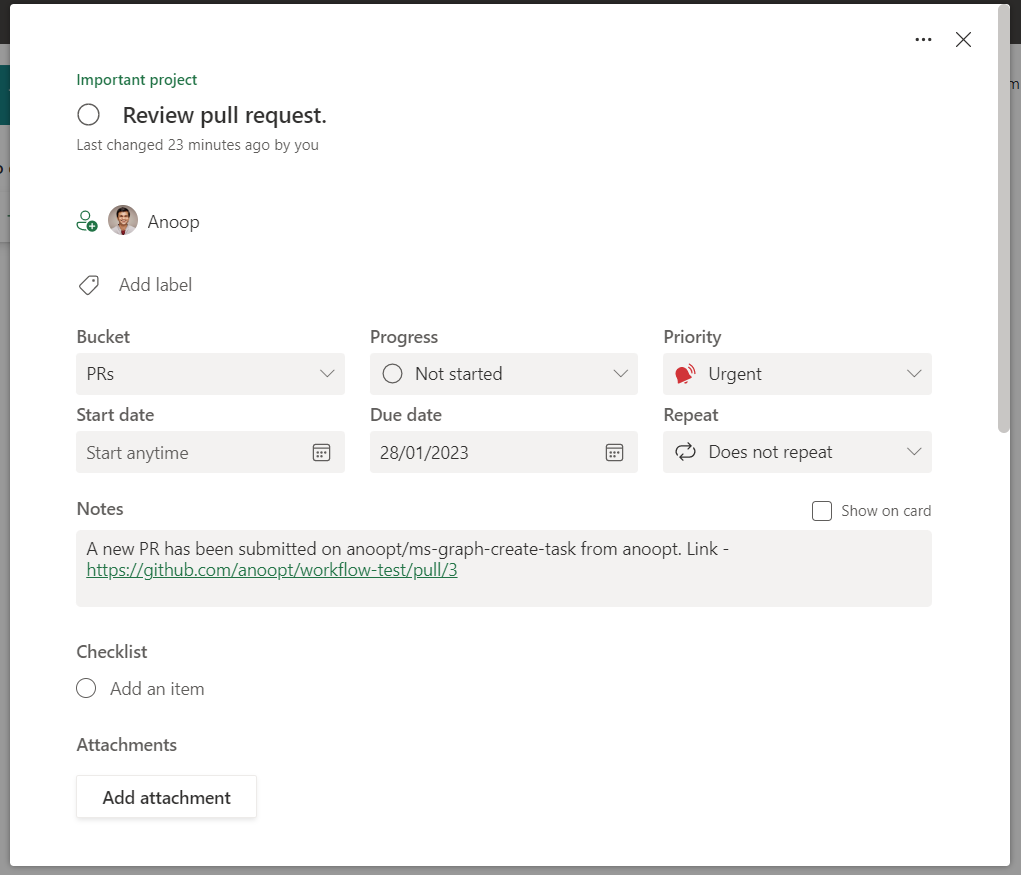 Important project
Review pull request.
Last changed 23 minutes ago by you
Anoop
Add label
Bucket
Progress
Priority
PRs
Not started
Urgent
Start date
Due date
Repeat
Start anytime
28/01/2023
Does not repeat
Notes
Show on card
A new PR has been submitted on anoopt/ms-graph-create-task from anoopt. Link -
https://github.com/anoopt/workflow-test/pull/3
Checklist
Add an item
Attachments
Add attachment